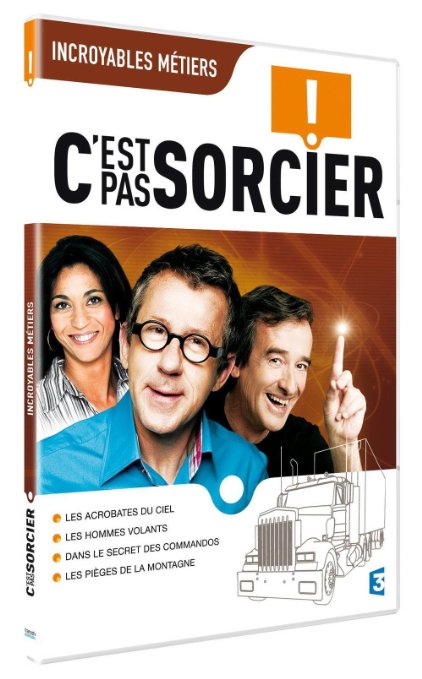 INCROYABLES MÉTIERS
!
C'EST
PAS SORCIER
INCROYABLES MÉTIERS
C'EST
PAS SORCIER
LES ACROBATES DU CIEL
LES HOMMES VOLANTS
DANS LE SECRET DES COMMANDOS
LES PIÈGES DE LA MONTAGNE
3